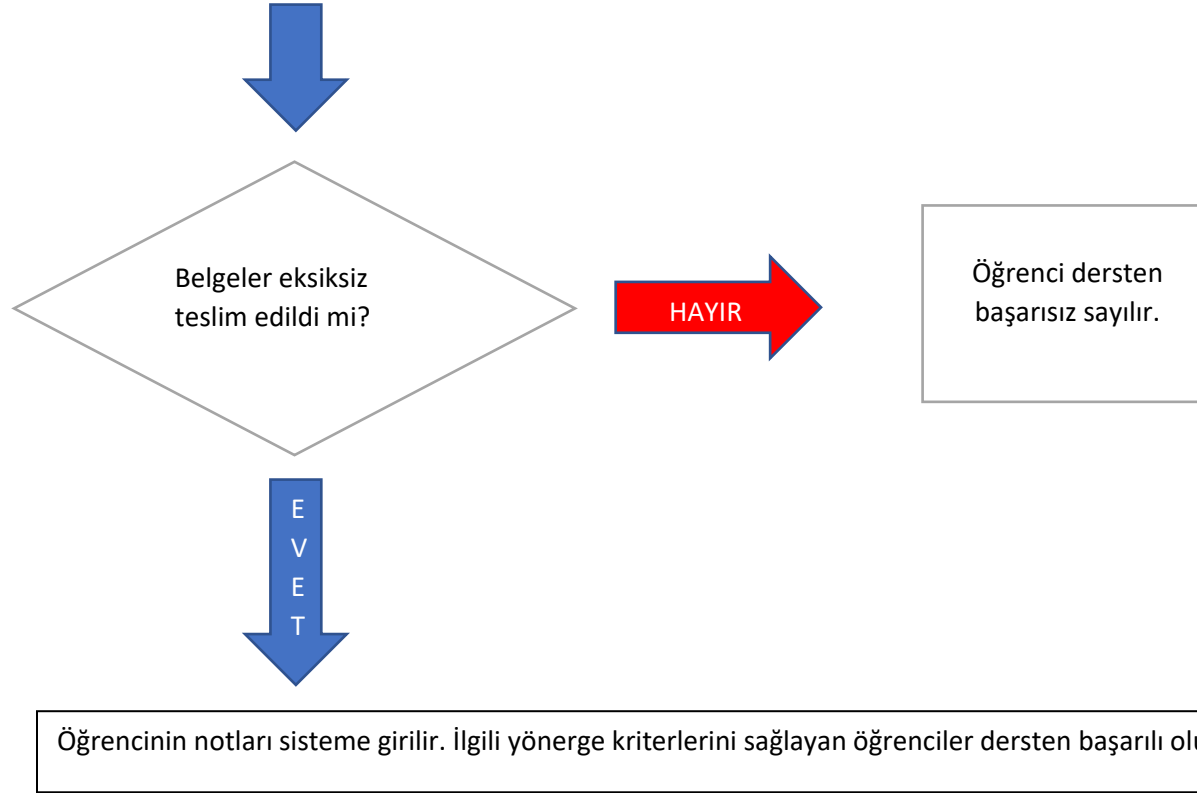 Belgeler eksiksiz
teslim edildi mi?
HAYIR
Öğrenci dersten
başarısız sayılır.
E
V
E
T
Öğrencinin notları sisteme girilir. İlgili yönerge kriterlerini sağlayan öğrenciler dersten başarılı